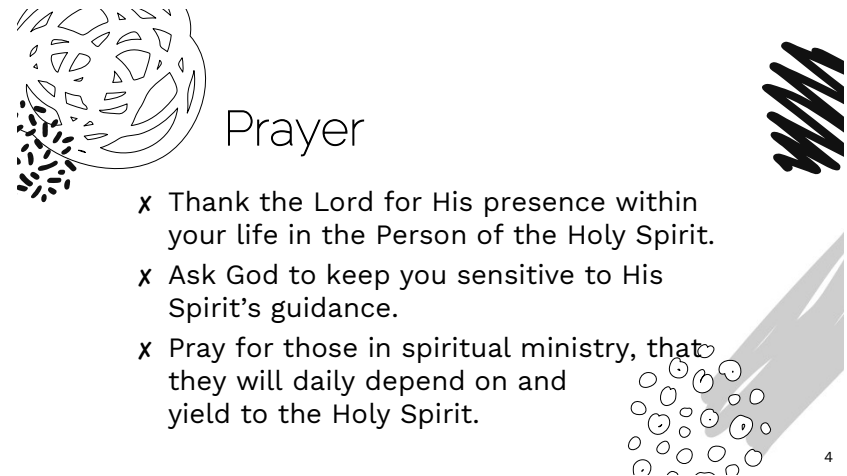 Prayer
✗ Thank the Lord for His presence within
your life in the Person of the Holy Spirit.
✗ Ask God to keep you sensitive to His
Spirit’s guidance.
✗ Pray for those in spiritual ministry, that
they will daily depend on and
yield to the Holy Spirit.
4